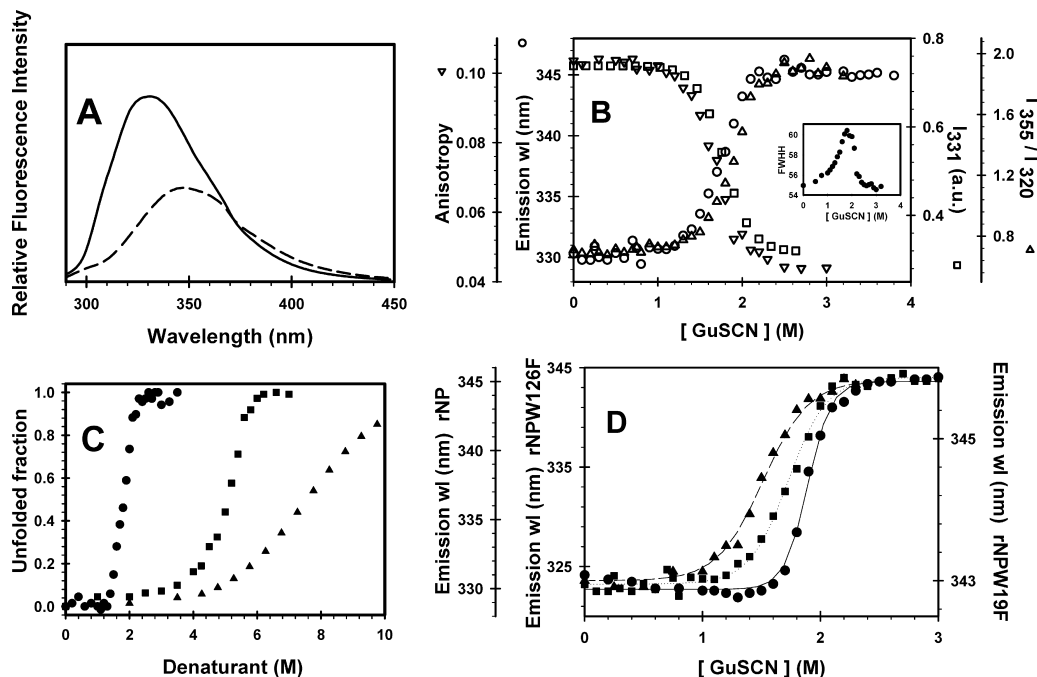 Relative Fluorescence Intensity
A
300 350 400 450
Wavelength (nm)
Anisotropy
0.10
0.08
0.06
0.04
Emission wl (nm)
345
340
335
330
B
0 1 2 3 4
[ GuSCN ] (M)
FWHH
60
58
56
54
0 1 2 3 4
[ GuSCN ] (M)
0.8
0.6
0.4
I331 (a.u.)
2.0
1.6
1.2
0.8
I355 / I320
Unfolded fraction
1.0
0.8
0.6
0.4
0.2
0.0
C
0 2 4 6 8 10
Denaturant (M)
Emission wl (nm) rNP
345
340
335
330
Emission wl (nm) rNPW126F
345
335
325
D
0 1 2 3
[ GuSCN ] (M)
345
343
Emission wl (nm) rNPW19F